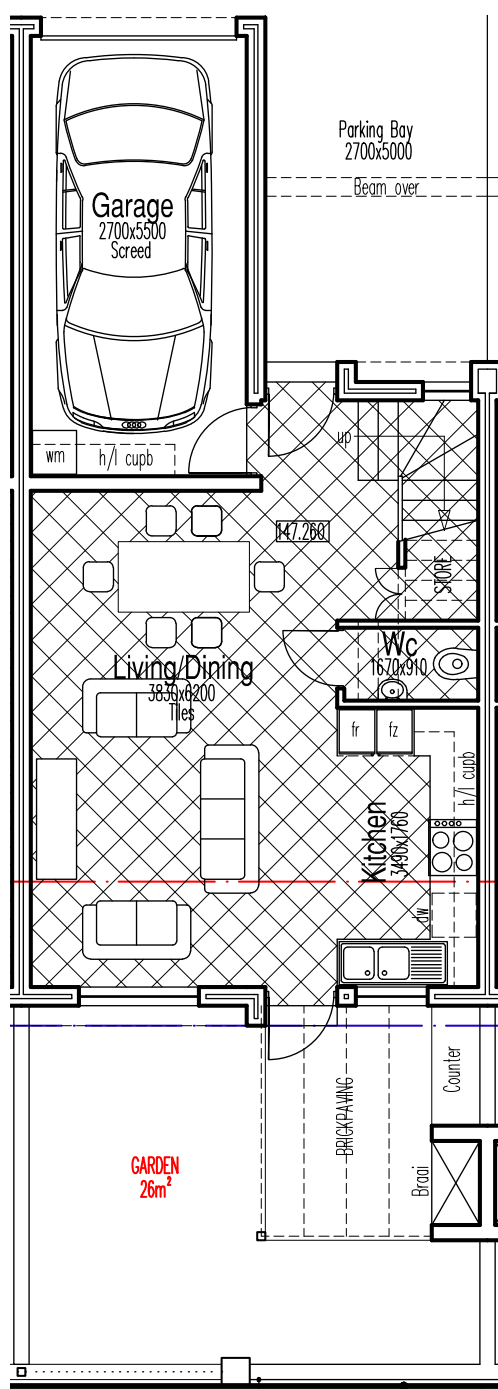 Parking Bay
2700x5000
Beam over
Garage
2700x5500
Screed
wm
h/l cupb
up
147.260
STORE
Wc
1670x910
Living/Dining
3830x6200
Tiles
fr
fz
h/l cupb
Kitchen
3490x1760
dw
Counter
BRICKPAVING
Braai
GARDEN
26m²